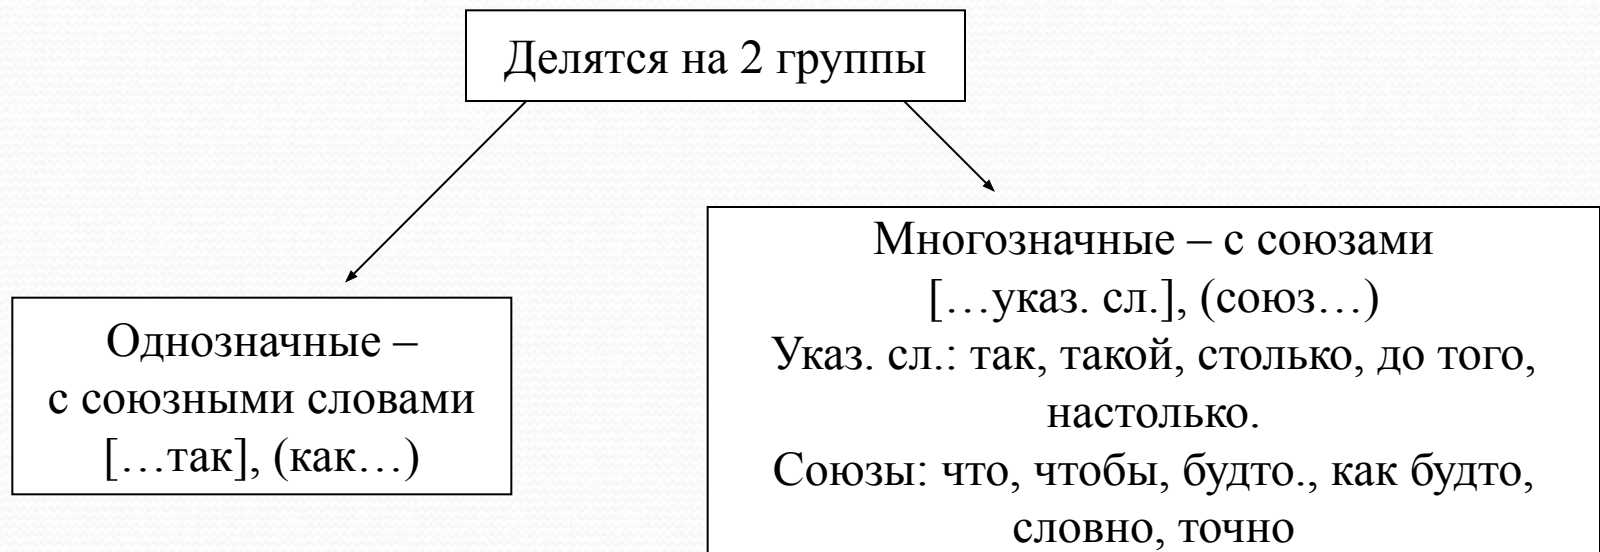 Делятся на 2 группы
Однозначные –
с союзными словами
[…так], (как…)
Многозначные – с союзами
[…указ. сл.], (союз…)
Указ. сл.: так, такой, столько, до того,
настолько.
Союзы: что, чтобы, будто., как будто,
словно, точно